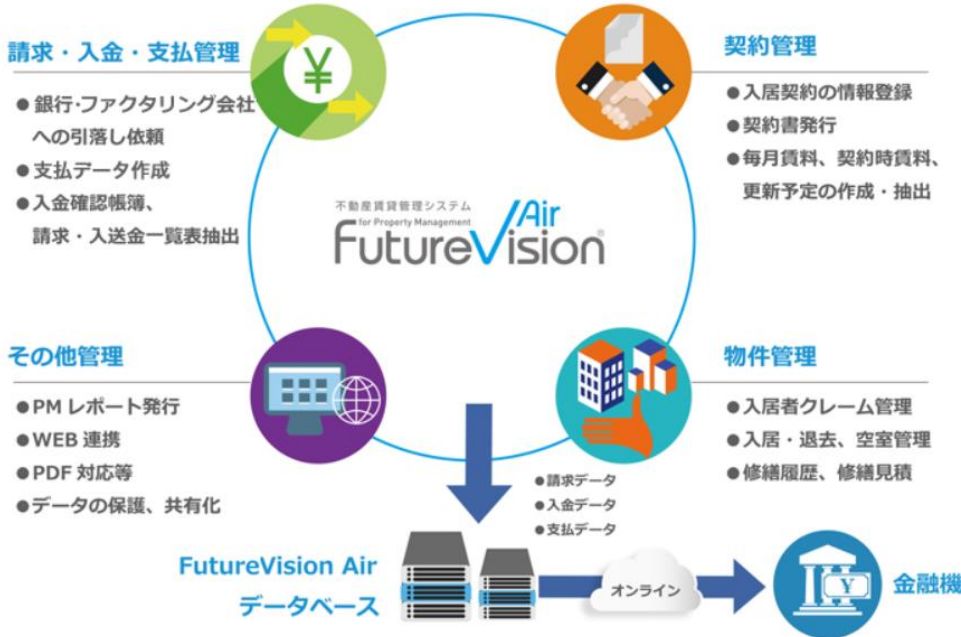 請求・入金・支払管理
●銀行・ファクタリング会社
への引落し依頼
●支払データ作成
●入金確認帳簿、
請求・入送金一覧表抽出
¥
契約管理
●入居契約の情報登録
●契約書発行
●毎月賃料、契約時賃料、
更新予定の作成・抽出
不動産賃貸管理システム
for Property Management
FutureVision® Air
その他管理
●PM レポート発行
●WEB 連携
●PDF 対応等
●データの保護、共有化
物件管理
●入居者クレーム管理
●入居・退去、空室管理
●修繕履歴、修繕見積
●請求データ
●入金データ
●支払データ
FutureVision Air
データベース
オンライン
¥
金融機